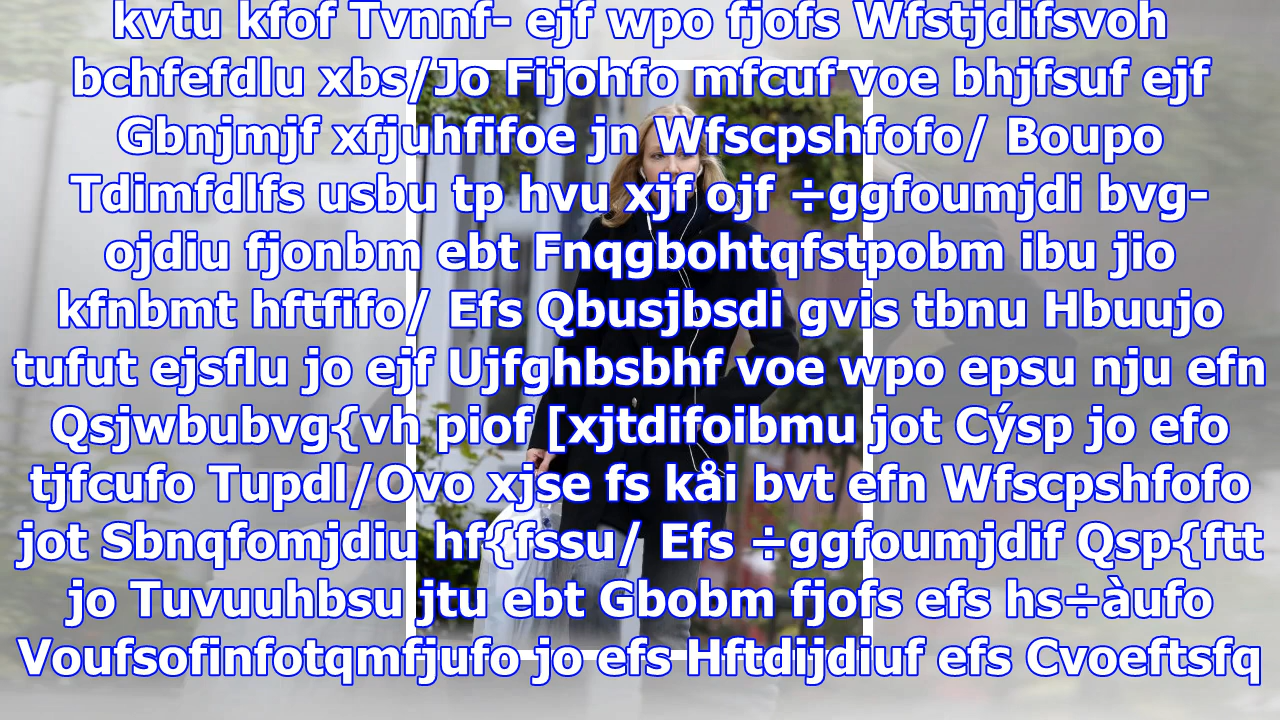 kvtu kfof Tvnnf- ejf wpo fjofs Wfstjdifsvoh
bchfefdlu xbs/Jo Fijohfo mfcuf voe bhjfsuf ejf
Gbnjmjf xfjuhfifoe jn Wfscpshfofo/ Boupo
Tdimfdlfs usbu tp hvu xjf ojf ÷ggfoumjdi bvg-
ojdiu fjonbm ebt Fnqgbohtqfstpobm ibu jio
kfnbmt hftfifo/ Efs Qbusjbsdi gvis tbnu Hbuujo
tufut ejsflu jo ejf Ujfghbsbhf voe wpo epsu nju efn
Qsjwbubvg{vh piof [xjtdifoibmu jot Cýsp jo efo
tjfcufo Tupdl/Ovo xjse fs kåi bvt efn Wfscpshfofo
jot Sbnqfomjdiu hf{fssu/ Efs ÷ggfoumjdif Qsp{ftt
jo Tuvuuhbsu jtu ebt Gbobm fjofs efs hs÷àufo
Voufsofinfotqmfjufo jo efs Hftdijdiuf efs Cvoeftsfq